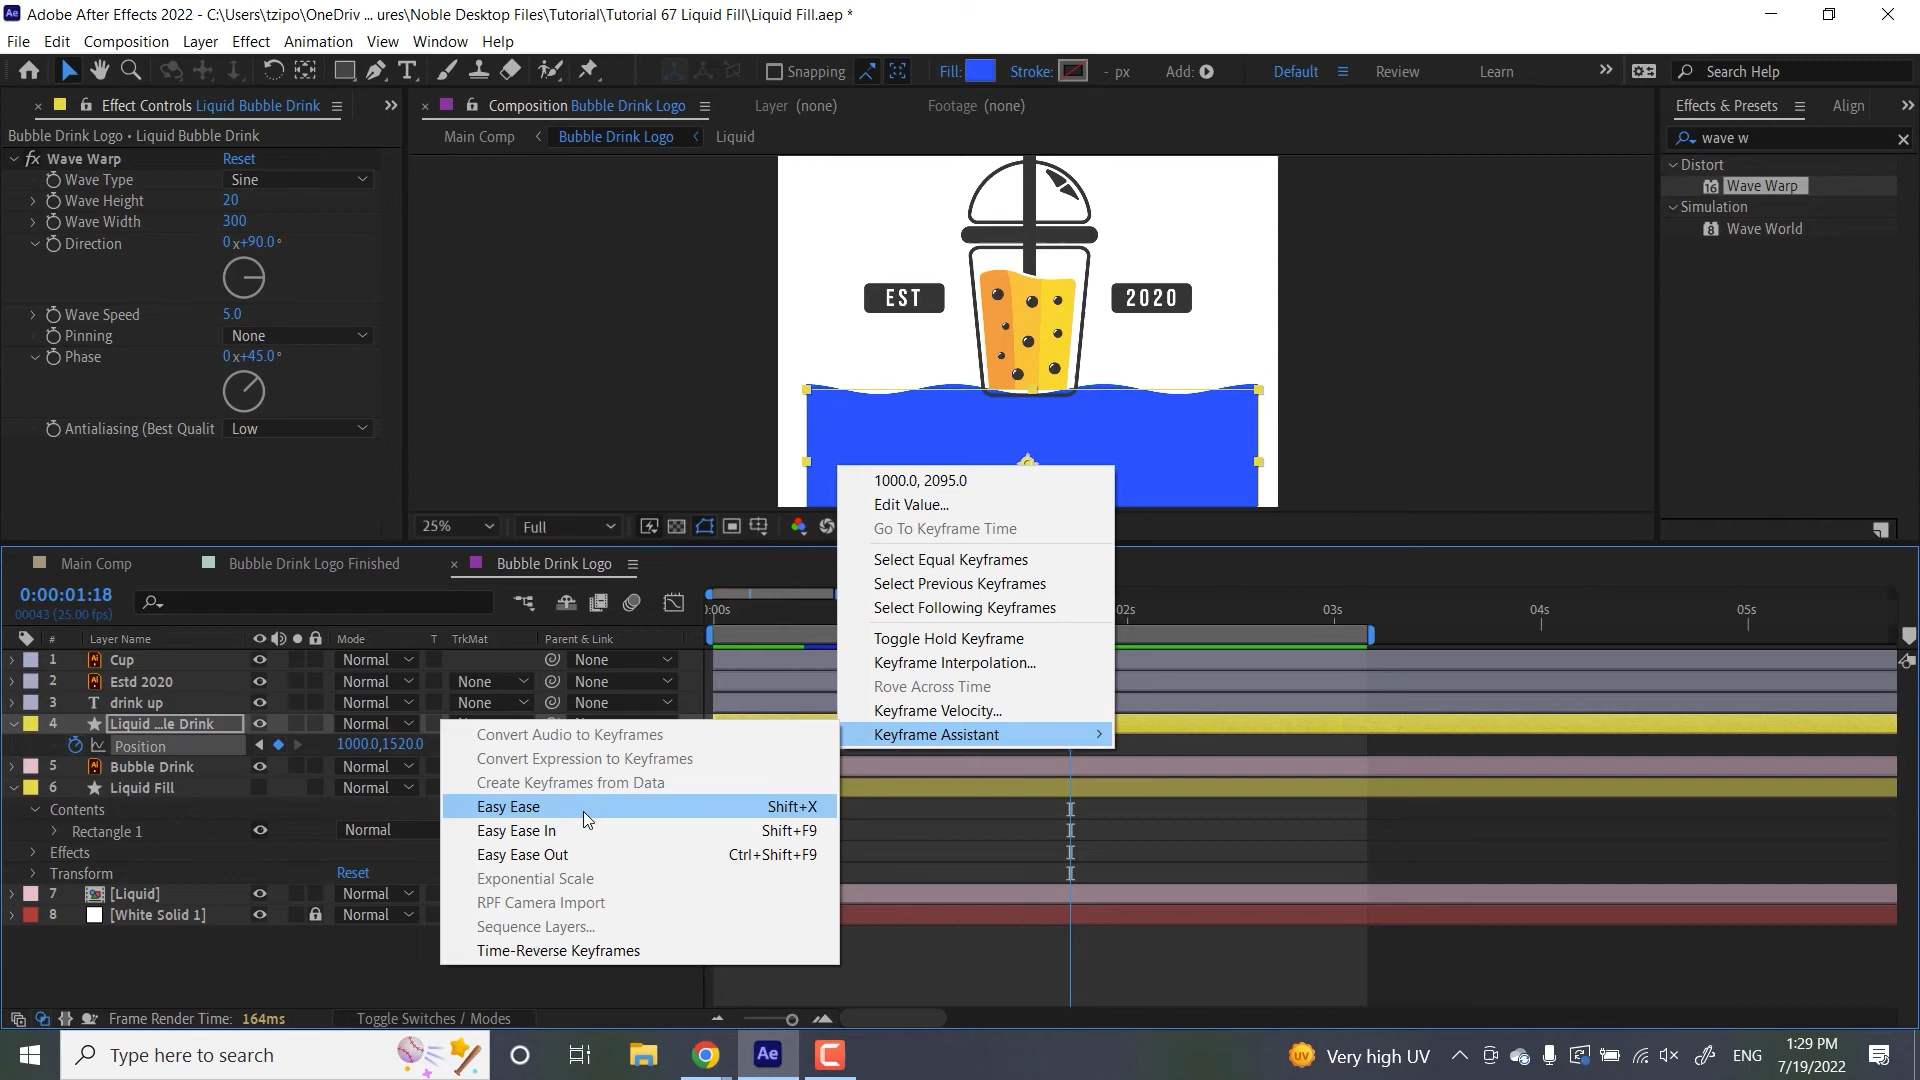 Adobe After Effects 2022 - C:\Users\tzipo\OneDriv ... ures\Noble Desktop Files\Tutorial\Tutorial 67 Liquid Fill\Liquid Fill.aep *
File Edit Composition Layer Effect Animation View Window Help
Snapping Fill: Stroke: - px Add: Default Review Learn Search Help
Effect Controls Liquid Bubble Drink
Composition Bubble Drink Logo Layer (none) Footage (none)
Effects & Presets Align
Bubble Drink Logo • Liquid Bubble Drink
Main Comp Bubble Drink Logo Liquid
wave w
fx Wave Warp Reset
Wave Type Sine
Wave Height 20
Wave Width 300
Direction 0x+90.0°
Wave Speed 5.0
Pinning None
Phase 0x+45.0°
Antialiasing (Best Qualit Low
Distort
16 Wave Warp
Simulation
8 Wave World
EST 2020
25% Full
1000.0, 2095.0
Edit Value...
Go To Keyframe Time
Select Equal Keyframes
Select Previous Keyframes
Select Following Keyframes
Toggle Hold Keyframe
Keyframe Interpolation...
Rove Across Time
Keyframe Velocity...
Keyframe Assistant
Main Comp Bubble Drink Logo Finished Bubble Drink Logo
0:00:01:18
00043 (25.00 fps)
):00s 02s 03s 04s 05s
# Layer Name Mode T TrkMat Parent & Link
1 Cup Normal None
2 Estd 2020 Normal None None
3 T drink up Normal None None
4 Liquid ...le Drink Normal
Position 1000.0,1520.0
5 Bubble Drink Normal
6 Liquid Fill Normal
Contents
Rectangle 1 Normal
Effects
Transform Reset
7 [Liquid] Normal
8 [White Solid 1] Normal
Convert Audio to Keyframes
Convert Expression to Keyframes
Create Keyframes from Data
Easy Ease Shift+X
Easy Ease In Shift+F9
Easy Ease Out Ctrl+Shift+F9
Exponential Scale
RPF Camera Import
Sequence Layers...
Time-Reverse Keyframes
Frame Render Time: 164ms Toggle Switches / Modes
Type here to search
Very high UV
ENG
1:29 PM
7/19/2022